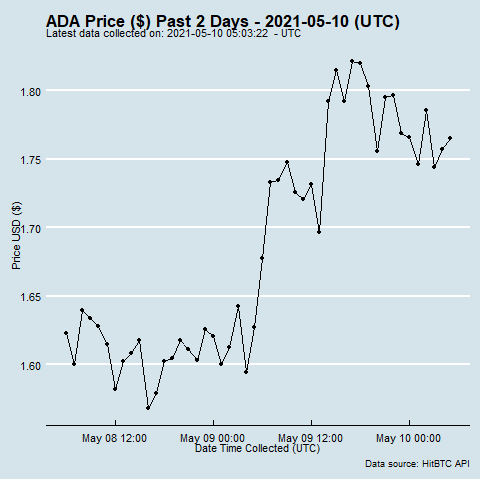 ADA Price ($) Past 2 Days - 2021-05-10 (UTC)
Latest data collected on: 2021-05-10 05:03:22 - UTC
1.80
1.75
1.70
1.65
1.60
Price USD ($)
May 08 12:00
May 09 00:00
May 09 12:00
May 10 00:00
Date Time Collected (UTC)
Data source: HitBTC API